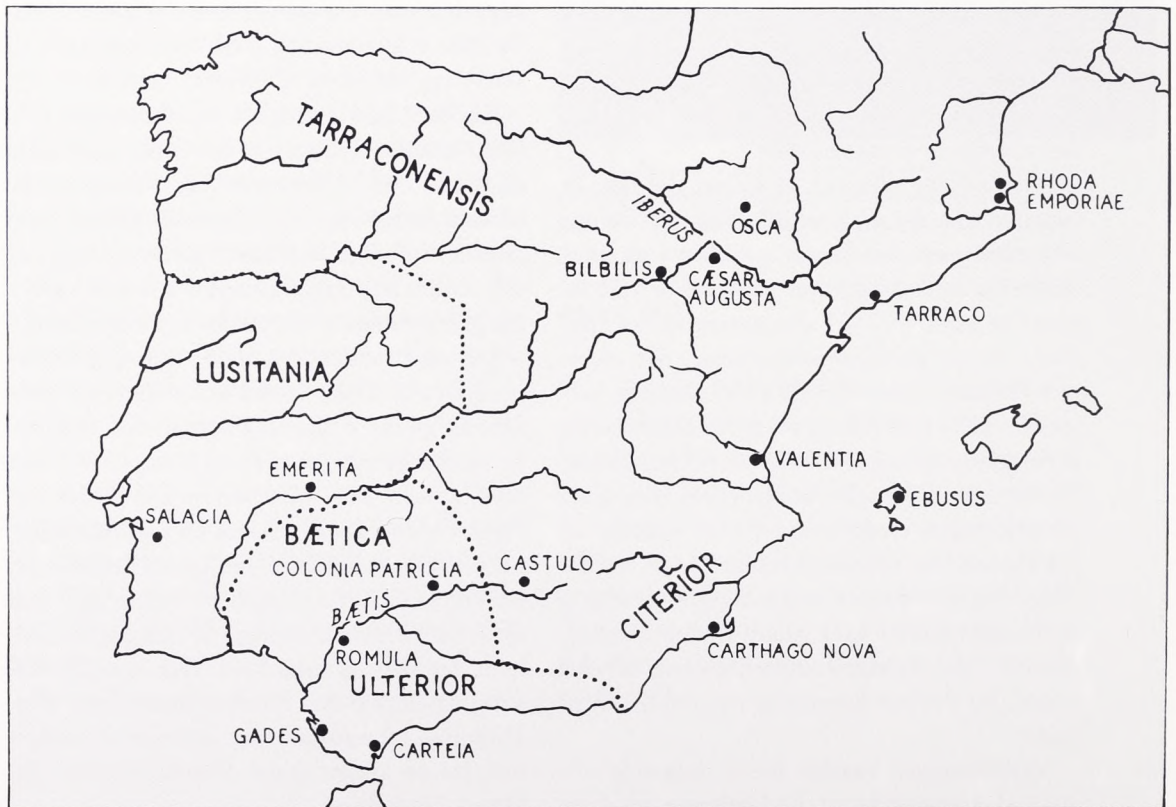 TARRACONENSIS
RHODA
EMPORIAE
IBERUS
OSCA
BILBILIS
CÆSAR
AUGUSTA
TARRACO
LUSITANIA
VALENTIA
EMERITA
EBUSUS
SALACIA
BÆTICA
COLONIA PATRICIA
CASTULO
BÆTIS
CITERIOR
ROMULA
CARTHAGO NOVA
ULTERIOR
GADES
CARTEIA